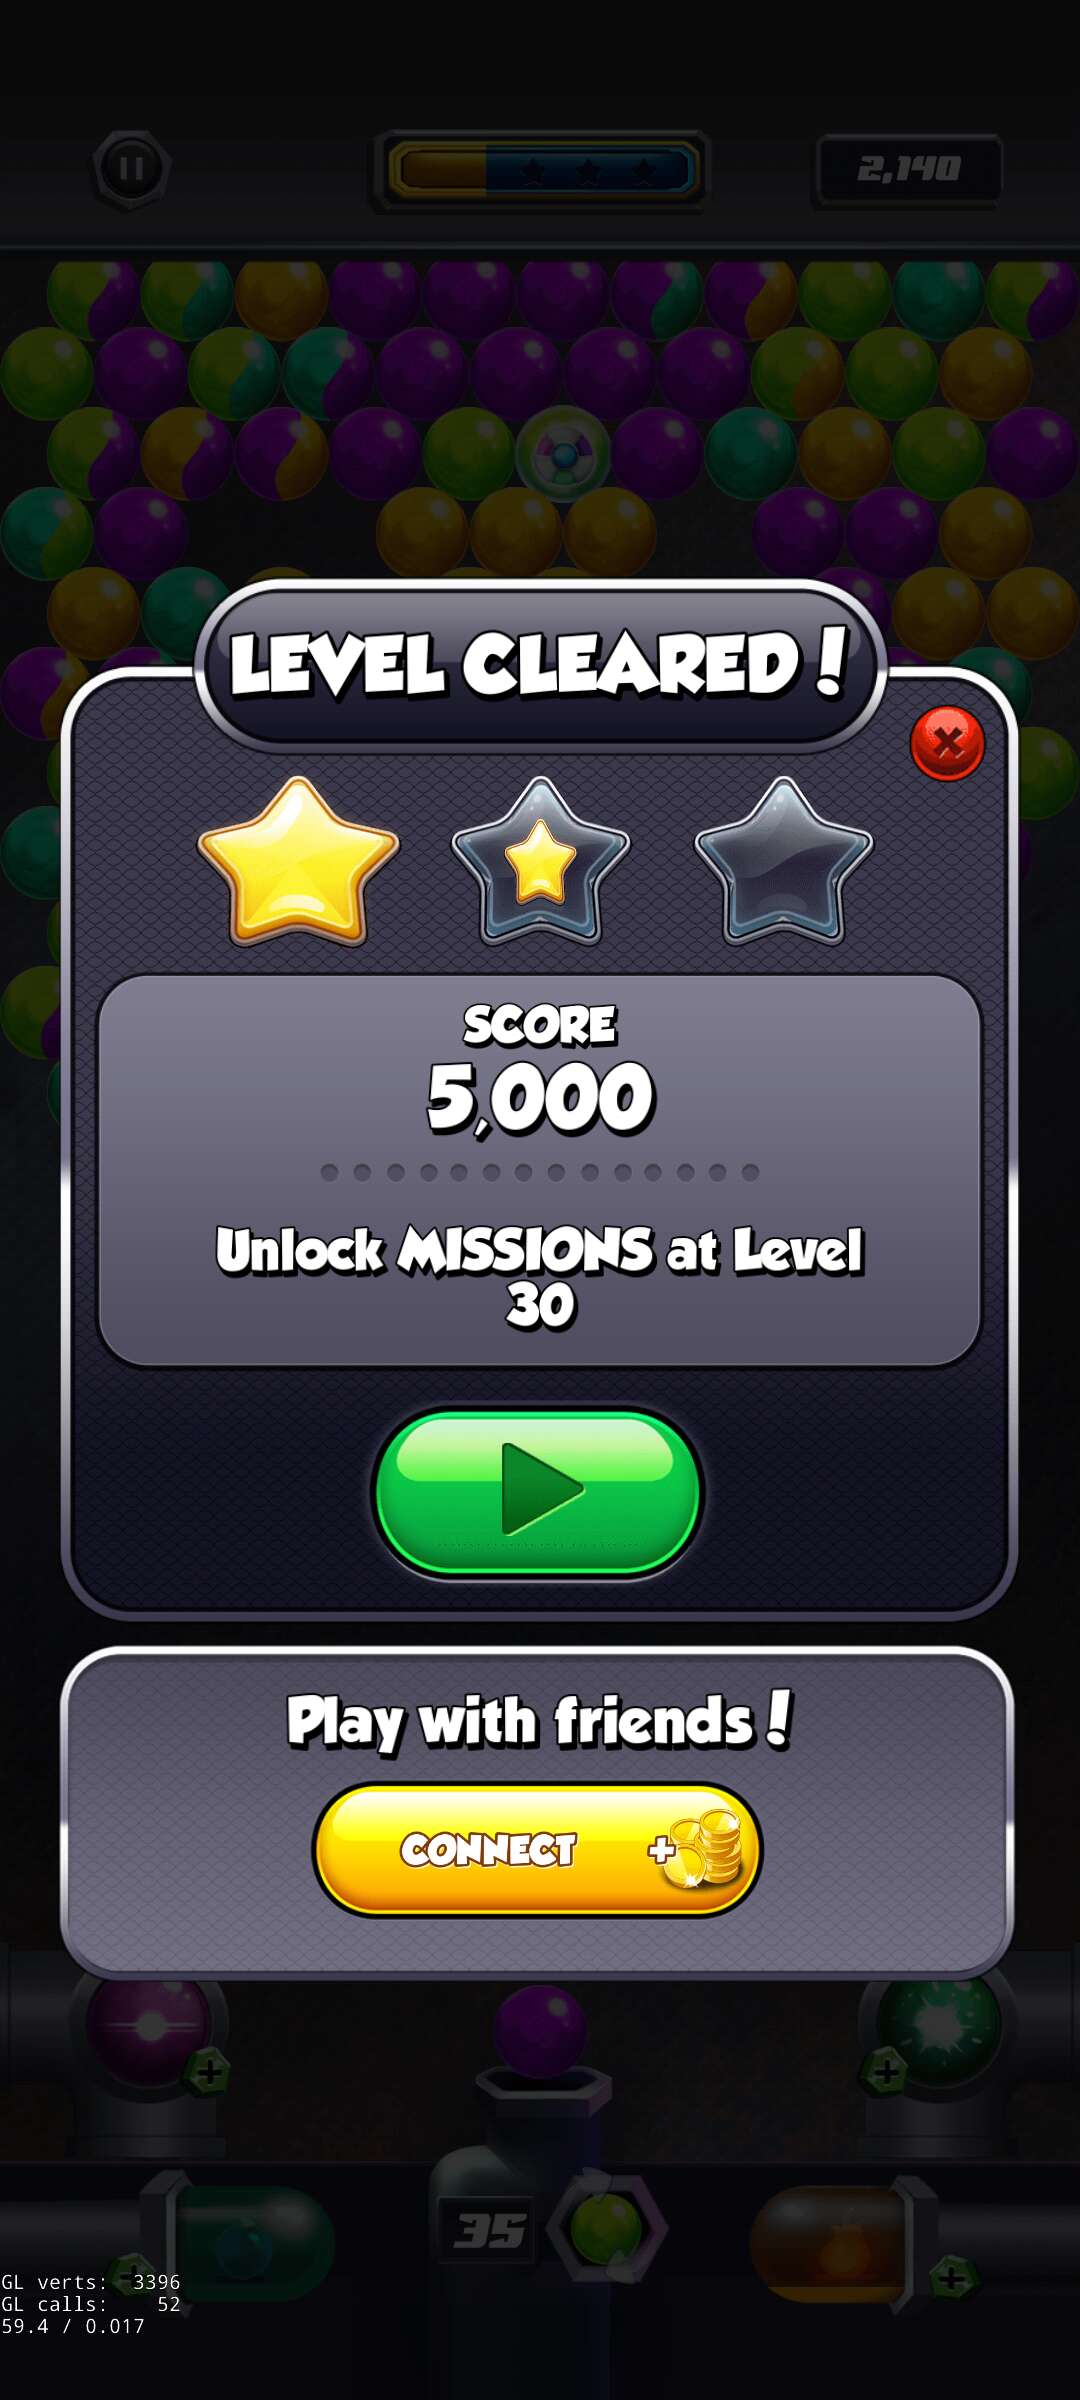 2,140
LEVEL CLEARED!
SCORE
5,000
Unlock MISSIONS at Level
30
Play with friends!
CONNECT +
35
GL verts: 3396
GL calls: 52
59.4 / 0.017